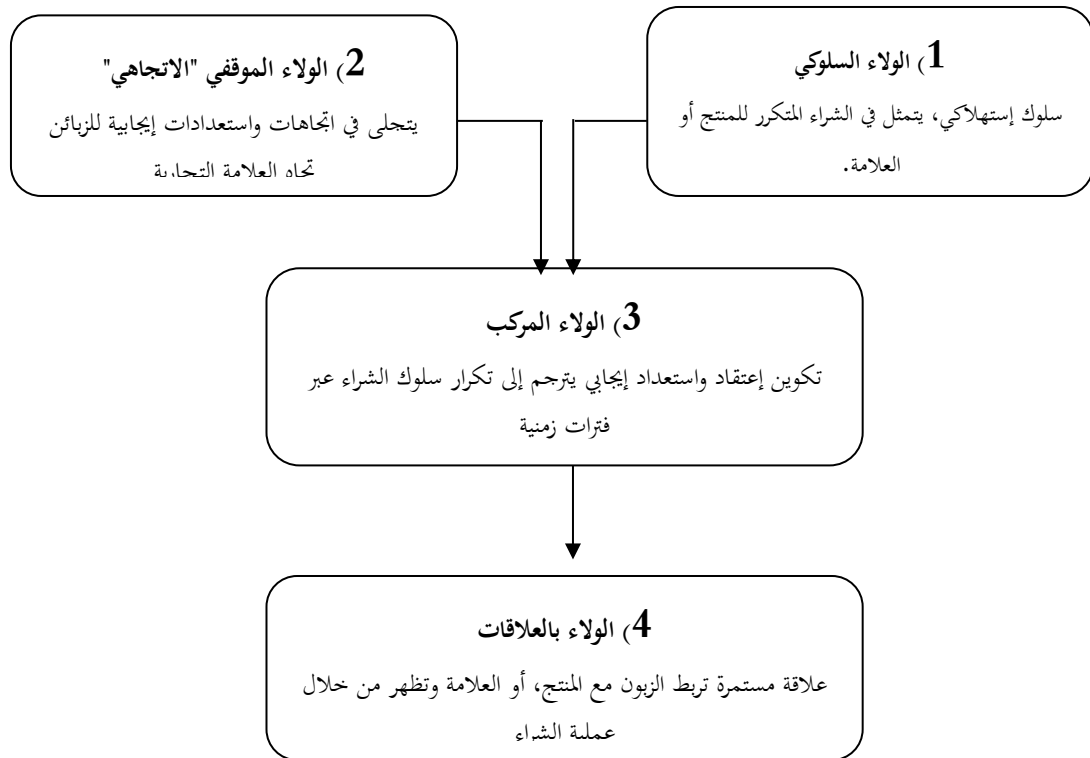 1) الولاء السلوكي
سلوك إستهلاكي، يتمثل في الشراء المتكرر للمنتج أو
العلامة.
2) الولاء الموقفي "الاتجاهي"
يتجلى في اتجاهات واستعدادات إيجابية للزبائن
تجاه العلامة التجارية
3) الولاء المركب
تكوين إعتقاد واستعداد إيجابي يترجم إلى تكرار سلوك الشراء عبر
فترات زمنية
4) الولاء بالعلاقات
علاقة مستمرة تربط الزبون مع المنتج، أو العلامة وتظهر من خلال
عملية الشراء